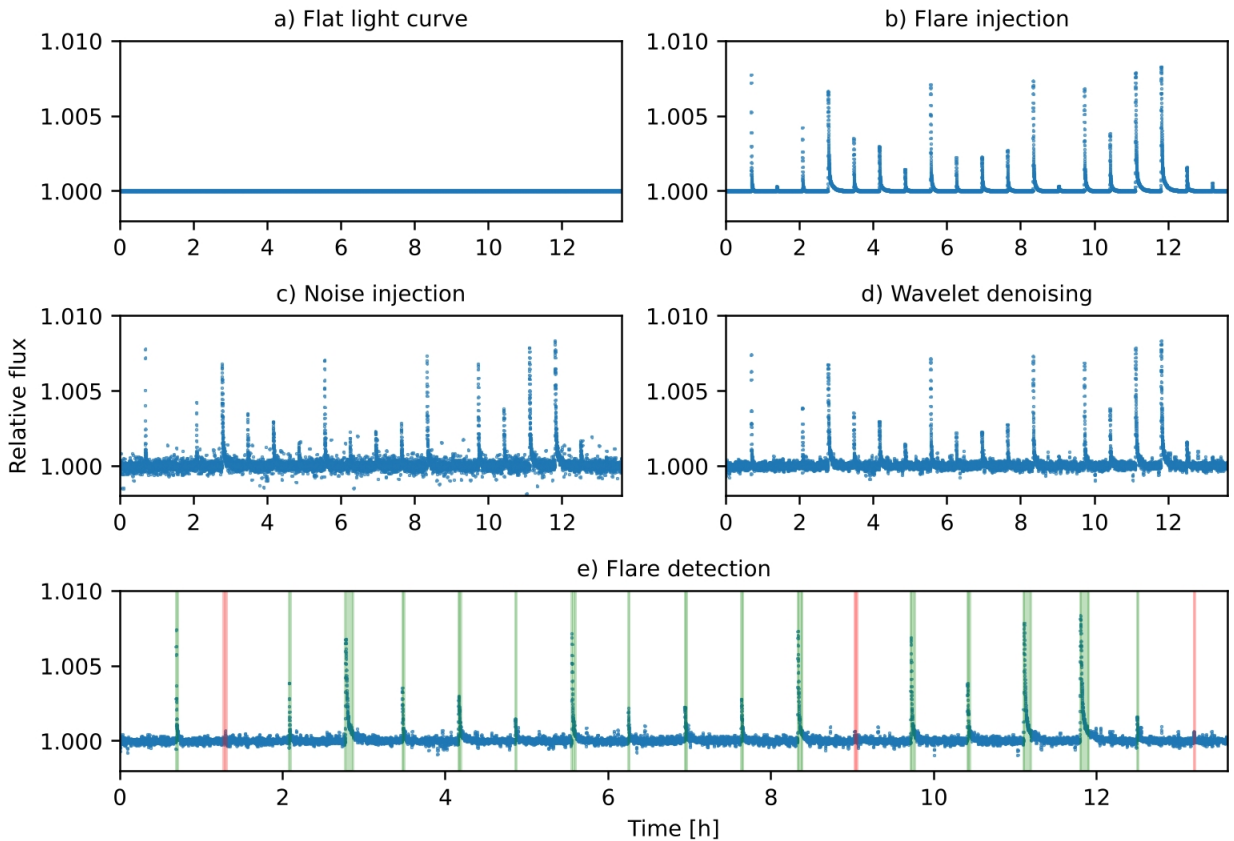 a) Flat light curve
b) Flare injection
1.010
1.005
1.000
0 2 4 6 8 10 12
1.010
1.005
1.000
0 2 4 6 8 10 12
c) Noise injection
d) Wavelet denoising
Relative flux
1.010
1.005
1.000
0 2 4 6 8 10 12
1.010
1.005
1.000
0 2 4 6 8 10 12
e) Flare detection
1.010
1.005
1.000
0 2 4 6 8 10 12
Time [h]